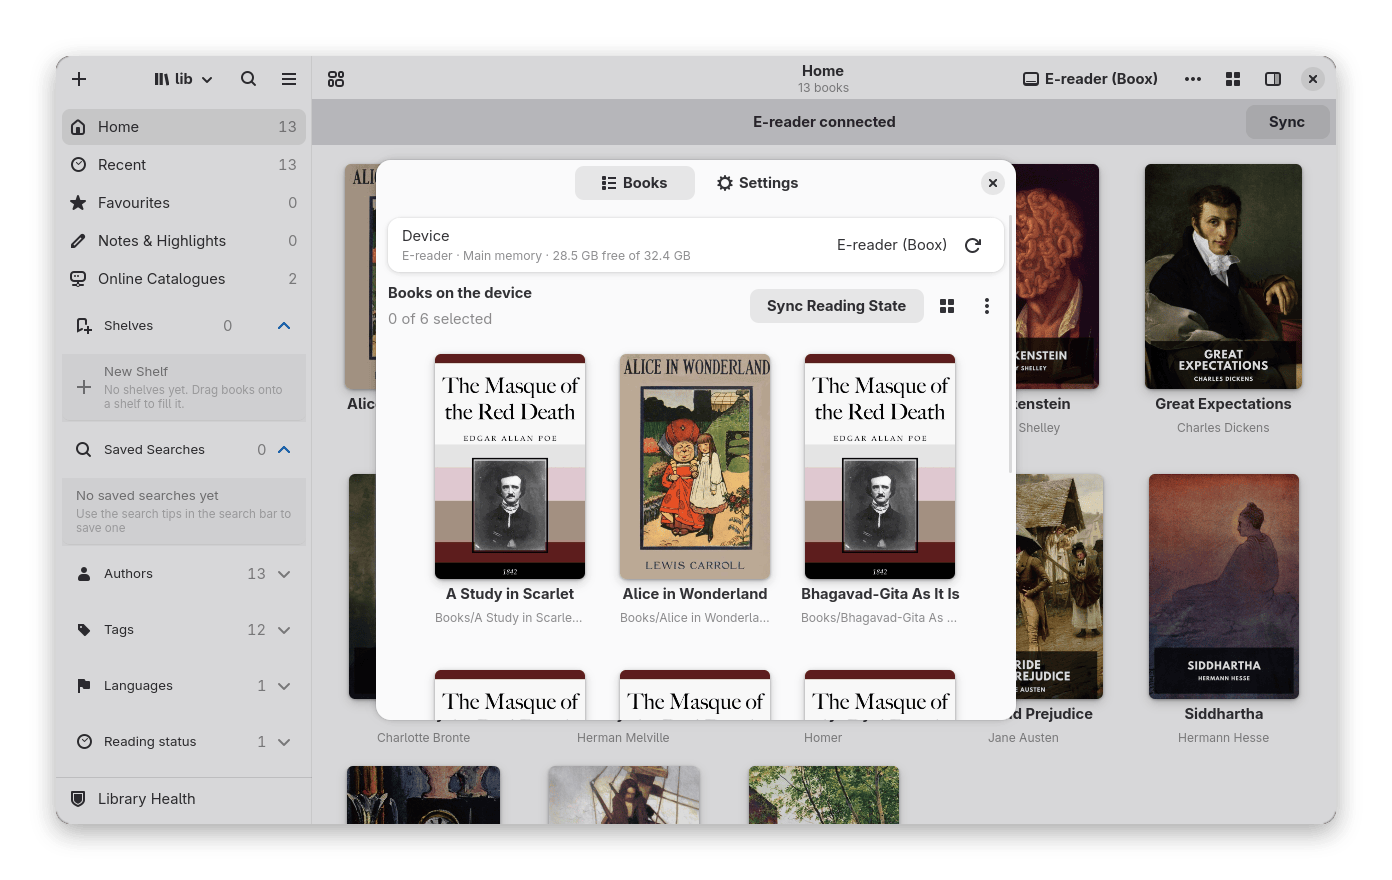 lib
Home
13 books
E-reader (Boox)
Home 13
Recent 13
Favourites 0
Notes & Highlights 0
Online Catalogues 2
Shelves 0
New Shelf
No shelves yet. Drag books onto
a shelf to fill it.
Saved Searches 0
No saved searches yet
Use the search tips in the search bar to
save one
Authors 13
Tags 12
Languages 1
Reading status 1
Library Health
E-reader connected
Sync
Books
Settings
Device
E-reader · Main memory · 28.5 GB free of 32.4 GB
E-reader (Boox)
Books on the device
0 of 6 selected
Sync Reading State
The Masque of
the Red Death
EDGAR ALLAN POE
1842
A Study in Scarlet
Books/A Study in Scarle...
ALICE IN WONDERLAND
LEWIS CARROLL
Alice in Wonderland
Books/Alice in Wonderla...
The Masque of
the Red Death
EDGAR ALLAN POE
1842
Bhagavad-Gita As It Is
Books/Bhagavad-Gita As ...
The Masque of
The Masque of
The Masque of
SHELLEY
Shelley
GREAT
EXPECTATIONS
CHARLES DICKENS
Great Expectations
Charles Dickens
AUSTEN
Prejudice
Jane Austen
SIDDHARTHA
HERMANN HESSE
Siddhartha
Hermann Hesse
Charlotte Bronte
Herman Melville
Homer